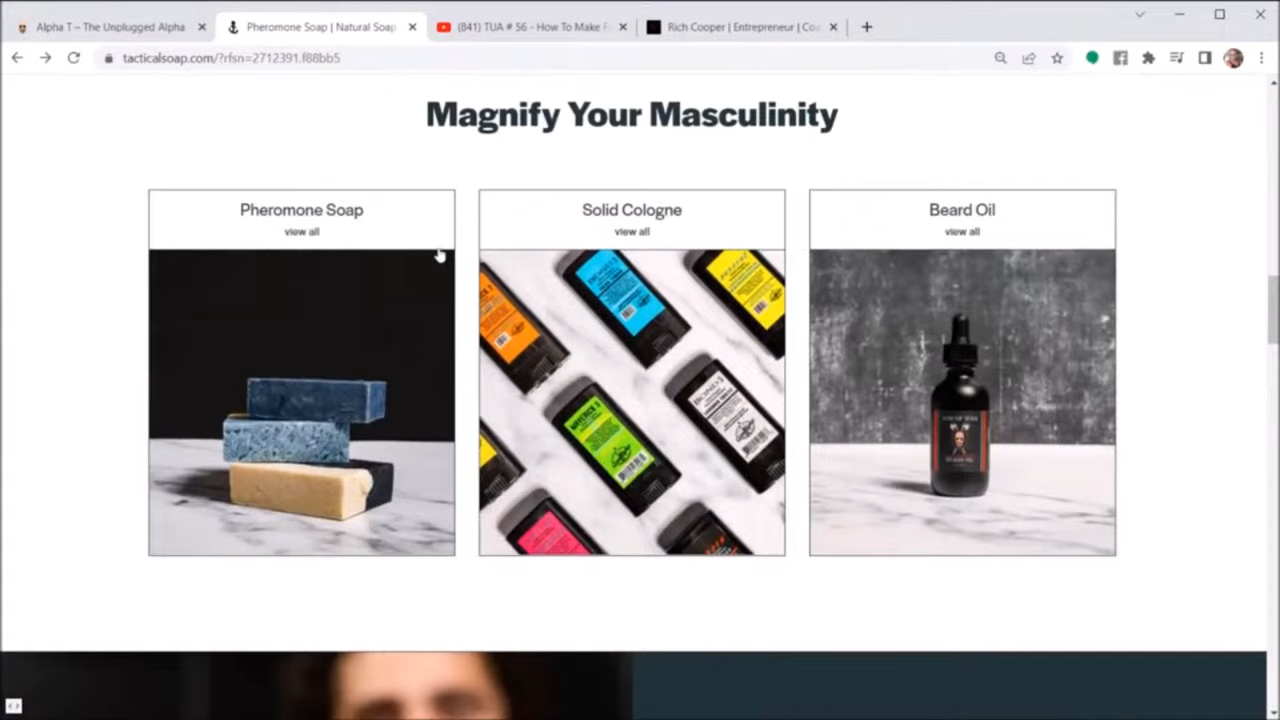 Alpha T – The Unplugged Alpha
Pheromone Soap | Natural Soap
(841) TUA # 56 - How To Make F
Rich Cooper | Entrepreneur | Coa
tacticalsoap.com/?rfsn=2712391.f88bb5
Magnify Your Masculinity
Pheromone Soap
view all
Solid Cologne
view all
Beard Oil
view all